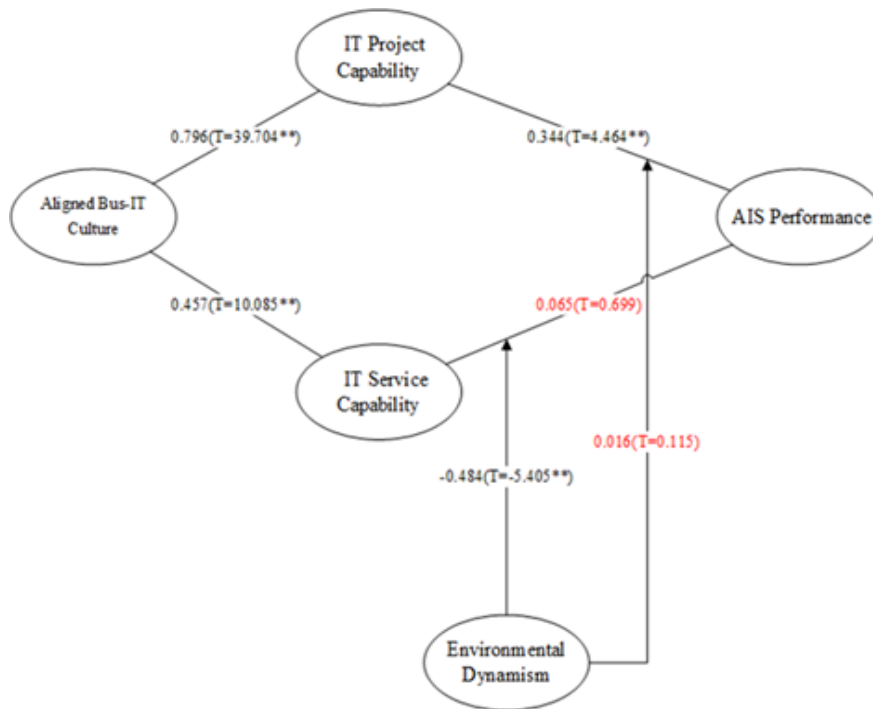 IT Project
Capability
0.796(T=39.704**)
0.344(T=4.464**)
Aligned Bus-IT
Culture
AIS Performance
0.457(T=10.085**)
0.065(T=0.699)
IT Service
Capability
0.016(T=0.115)
-0.484(T=-5.405**)
Environmental
Dynamism